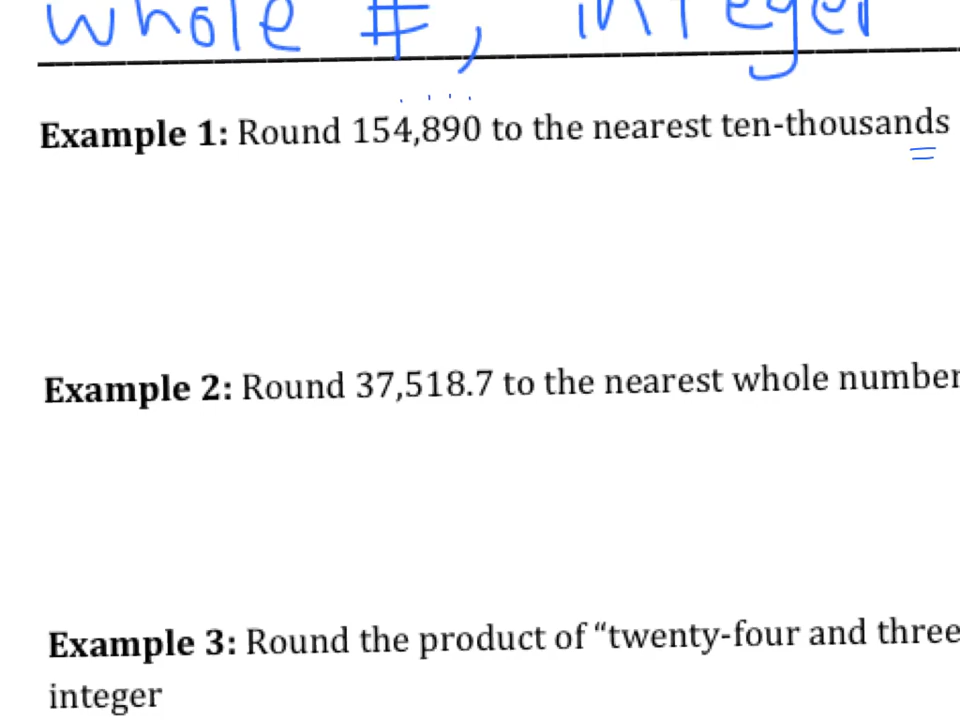 whole #, integer
Example 1: Round 154,890 to the nearest ten-thousands
Example 2: Round 37,518.7 to the nearest whole number
Example 3: Round the product of “twenty-four and three
integer